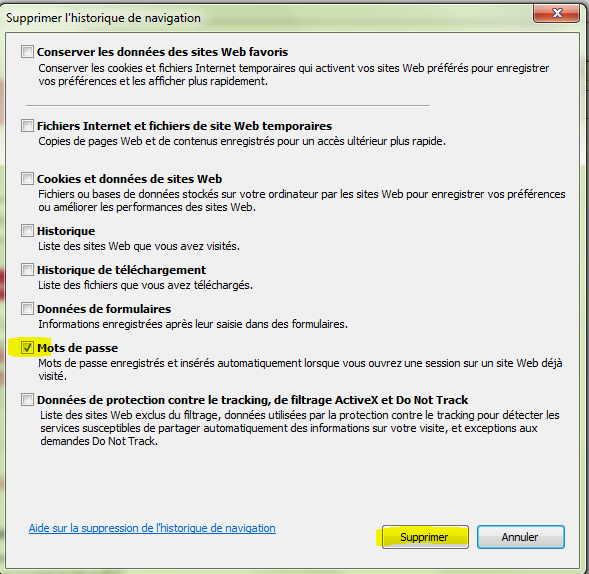 Supprimer l'historique de navigation
Conserver les données des sites Web favoris
Conserver les cookies et fichiers Internet temporaires qui activent vos sites Web préférés pour enregistrer
vos préférences et les afficher plus rapidement.
Fichiers Internet et fichiers de site Web temporaires
Copies de pages Web et de contenus enregistrés pour un accès ultérieur plus rapide.
Cookies et données de sites Web
Fichiers ou bases de données stockés sur votre ordinateur par les sites Web pour enregistrer vos préférences
ou améliorer les performances des sites Web.
Historique
Liste des sites Web que vous avez visités.
Historique de téléchargement
Liste des fichiers que vous avez téléchargés.
Données de formulaires
Informations enregistrées après leur saisie dans des formulaires.
Mots de passe
Mots de passe enregistrés et insérés automatiquement lorsque vous ouvrez une session sur un site Web déjà
visité.
Données de protection contre le tracking, de filtrage ActiveX et Do Not Track
Liste des sites Web exclus du filtrage, données utilisées par la protection contre le tracking pour détecter les
services susceptibles de partager automatiquement des informations sur votre visite, et exceptions aux
demandes Do Not Track.
Aide sur la suppression de l'historique de navigation
Supprimer
Annuler